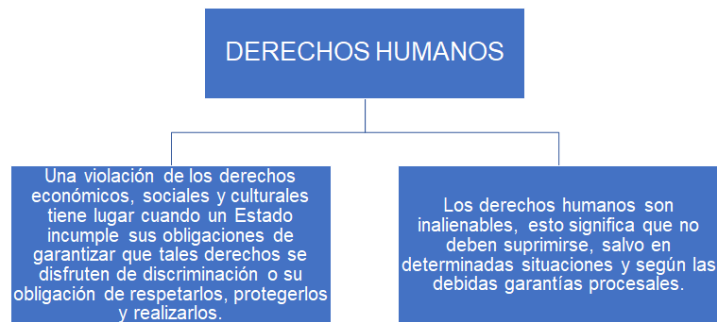 DERECHOS HUMANOS
Una violación de los derechos
económicos, sociales y culturales
tiene lugar cuando un Estado
incumple sus obligaciones de
garantizar que tales derechos se
disfruten de discriminación o su
obligación de respetarlos, protegerlos
y realizarlos.
Los derechos humanos son
inalienables, esto significa que no
deben suprimirse, salvo en
determinadas situaciones y según las
debidas garantías procesales.